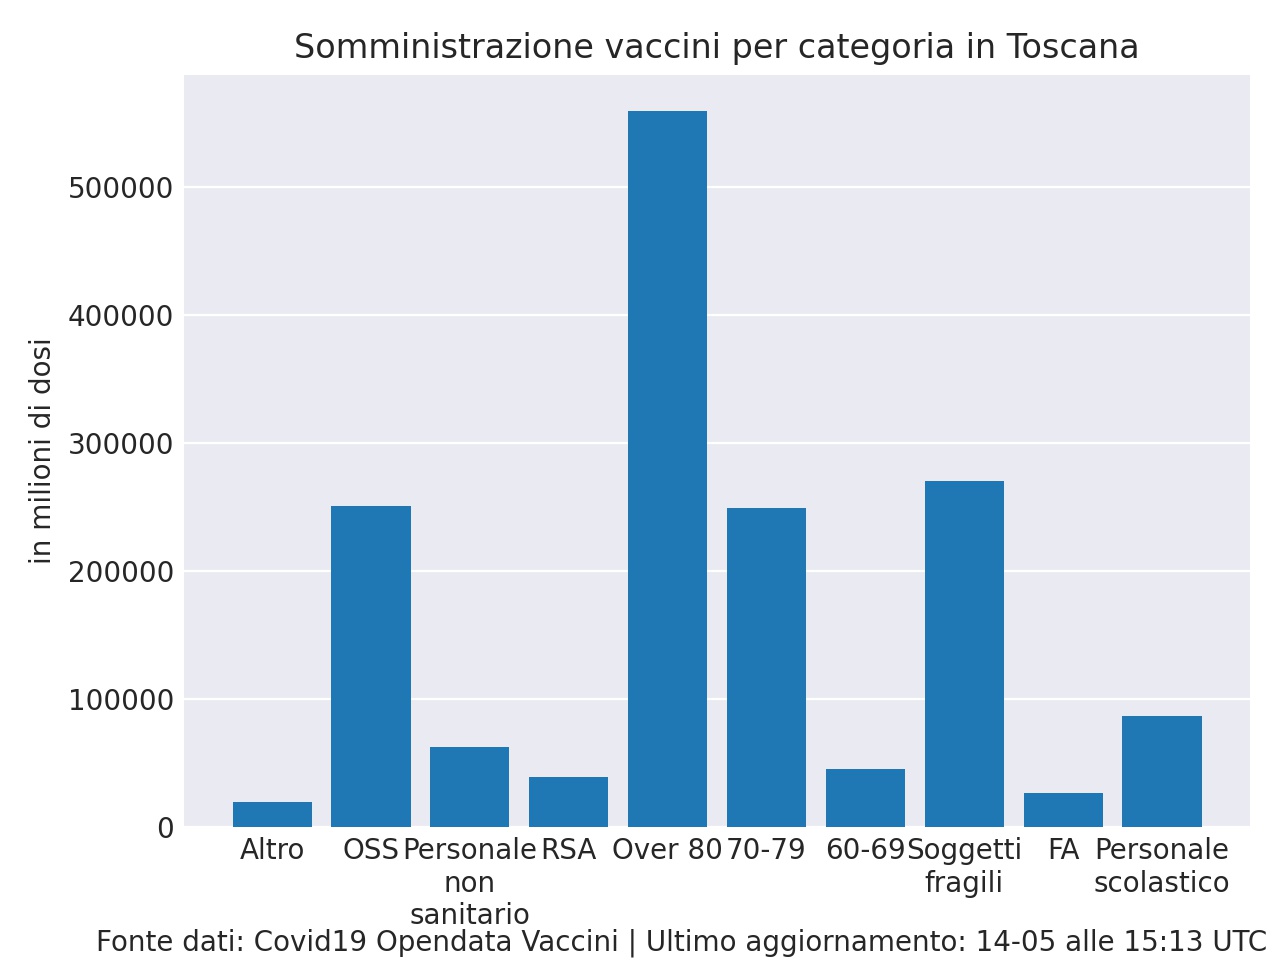 Somministrazione vaccini per categoria in Toscana
in milioni di dosi
500000
400000
300000
200000
100000
0
Altro
OSS
Personale
non
sanitario
RSA
Over 80
70-79
60-69
Soggetti
fragili
FA
Personale
scolastico
Fonte dati: Covid19 Opendata Vaccini | Ultimo aggiornamento: 14-05 alle 15:13 UTC